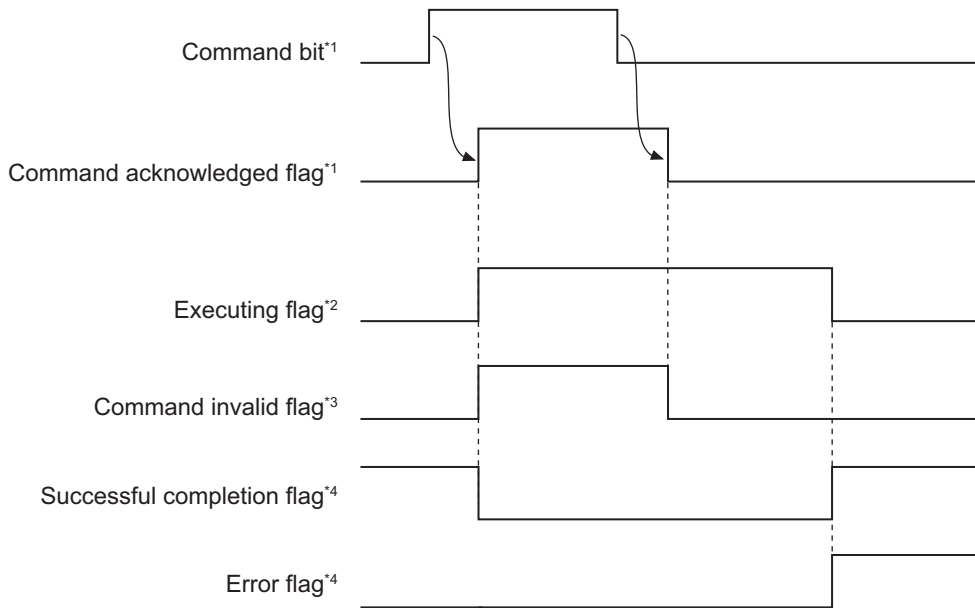 Command bit*1
Command acknowledged flag*1
Executing flag*2
Command invalid flag*3
Successful completion flag*4
Error flag*4